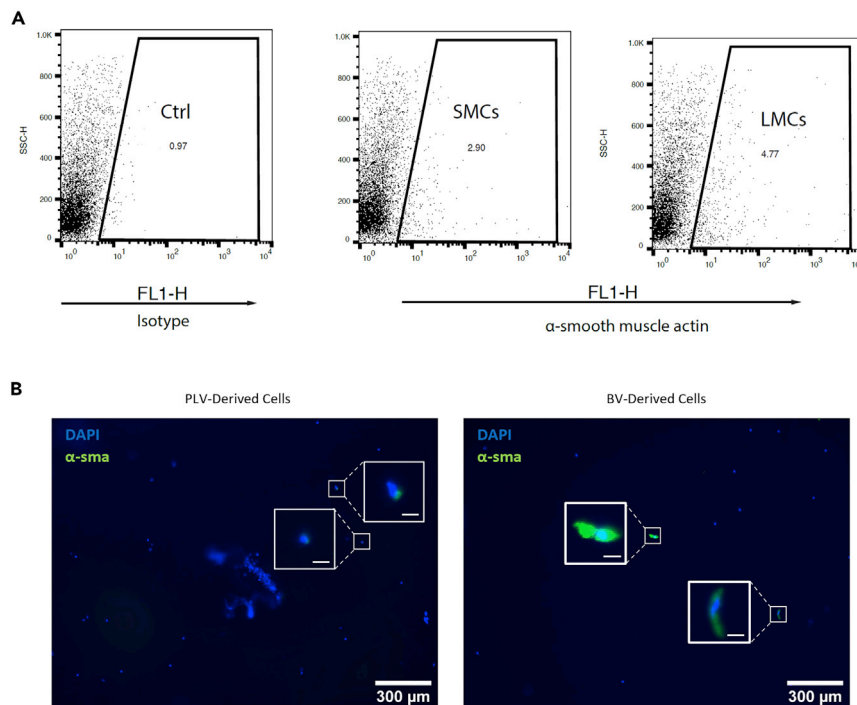 A
1.0K
800
600
400
200
0
SSC-H
Ctrl
0.97
10⁰ 10¹ 10² 10³ 10⁴
FL1-H
Isotype
1.0K
800
600
400
200
0
SSC-H
SMCs
2.90
10⁰ 10¹ 10² 10³ 10⁴
1.0K
800
600
400
200
0
SSC-H
LMCs
4.77
10⁰ 10¹ 10² 10³
FL1-H
α-smooth muscle actin
B
PLV-Derived Cells
DAPI
α-sma
300 μm
BV-Derived Cells
DAPI
α-sma
300 μm